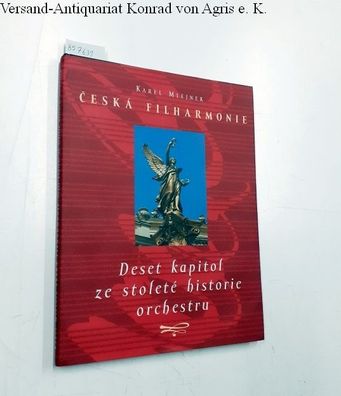 Versand-Antiquariat Konrad von Agris e. K.
KAREL MLEJNEK
ČESKÁ FILHARMONIE
Deset kapitol
ze stoleté historie
orchestru